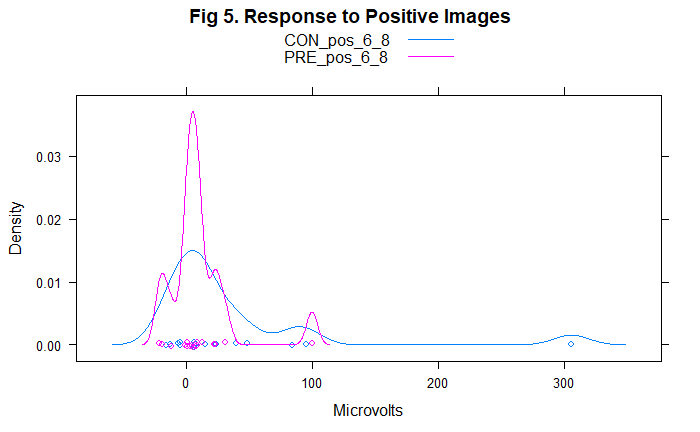 Fig 5. Response to Positive Images
CON_pos_6_8
PRE_pos_6_8
0.03
0.02
0.01
0.00
Density
0 100 200 300
Microvolts